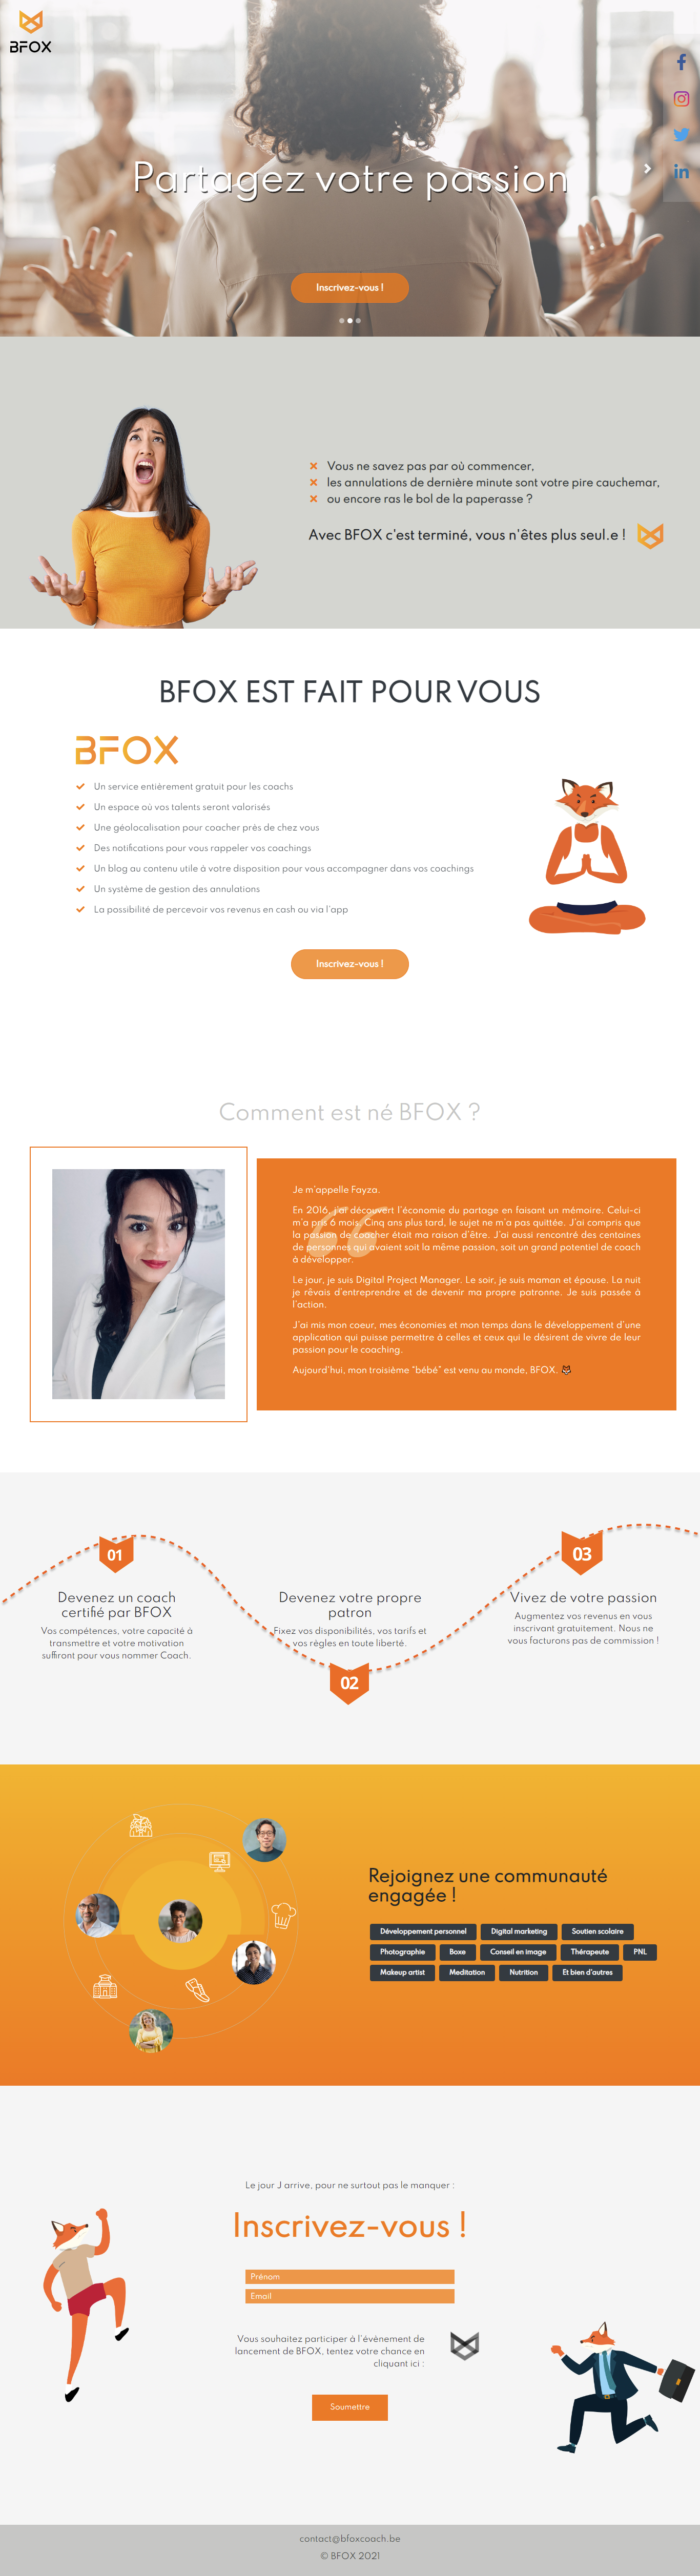 BFOX
Partagez votre passion
Inscrivez-vous !
Vous ne savez pas par où commencer,
les annulations de dernière minute sont votre pire cauchemar,
ou encore ras le bol de la paperasse ?
Avec BFOX c'est terminé, vous n'êtes plus seul.e !
BFOX EST FAIT POUR VOUS
BFOX
Un service entièrement gratuit pour les coachs
Un espace où vos talents seront valorisés
Une géolocalisation pour coacher près de chez vous
Des notifications pour vous rappeler vos coachings
Un blog au contenu utile à votre disposition pour vous accompagner dans vos coachings
Un système de gestion des annulations
La possibilité de percevoir vos revenus en cash ou via l'app
Inscrivez-vous !
Comment est né BFOX ?
Je m'appelle Fayza.
En 2016, j'ai découvert l'économie du partage en faisant un mémoire. Celui-ci
m'a pris 6 mois. Cinq ans plus tard, le sujet ne m'a pas quittée. J'ai compris que
la passion de coacher était ma raison d'être. J'ai aussi rencontré des centaines
de personnes qui avaient soit la même passion, soit un grand potentiel de coach
à développer.
Le jour, je suis Digital Project Manager. Le soir, je suis maman et épouse. La nuit
je rêvais d'entreprendre et de devenir ma propre patronne. Je suis passée à
l'action.
J'ai mis mon coeur, mes économies et mon temps dans le développement d'une
application qui puisse permettre à celles et ceux qui le désirent de vivre de leur
passion pour le coaching.
Aujourd'hui, mon troisième "bébé" est venu au monde, BFOX.
01
Devenez un coach
certifié par BFOX
Vos compétences, votre capacité à
transmettre et votre motivation
suffiront pour vous nommer Coach.
Devenez votre propre
patron
Fixez vos disponibilités, vos tarifs et
vos règles en toute liberté.
02
03
Vivez de votre passion
Augmentez vos revenus en vous
inscrivant gratuitement. Nous ne
vous facturons pas de commission !
Rejoignez une communauté
engagée !
Développement personnel Digital marketing Soutien scolaire
Photographie Boxe Conseil en image Thérapeute PNL
Makeup artist Meditation Nutrition Et bien d'autres
Le jour J arrive, pour ne surtout pas le manquer :
Inscrivez-vous !
Prénom
Email
Vous souhaitez participer à l'évènement de
lancement de BFOX, tentez votre chance en
cliquant ici :
Soumettre
contact@bfoxcoach.be
© BFOX 2021